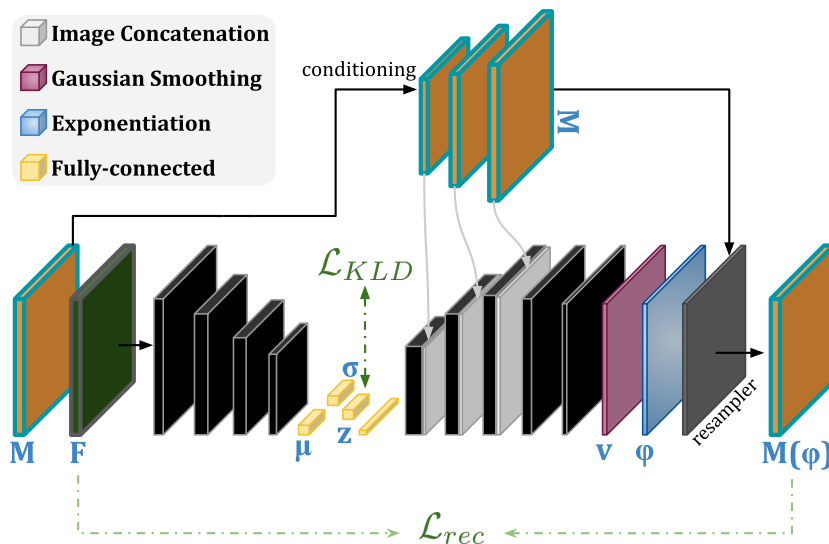 Image Concatenation
Gaussian Smoothing
Exponentiation
Fully-connected
conditioning
M
ℒ_KLD
σ
μ
z
M
F
v
φ
resampler
M(φ)
ℒ_rec